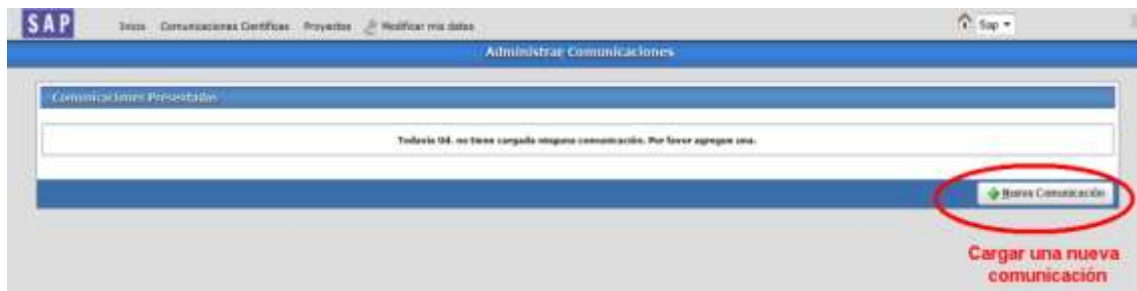 SAP
Inicio Comunicaciones Científicas Proyectos Modificar mis datos
Sap
Administrar Comunicaciones
Comunicaciones Presentadas
Todavía Ud. no tiene cargada ninguna comunicación. Por favor agregue una.
Nueva Comunicación
Cargar una nueva
comunicación